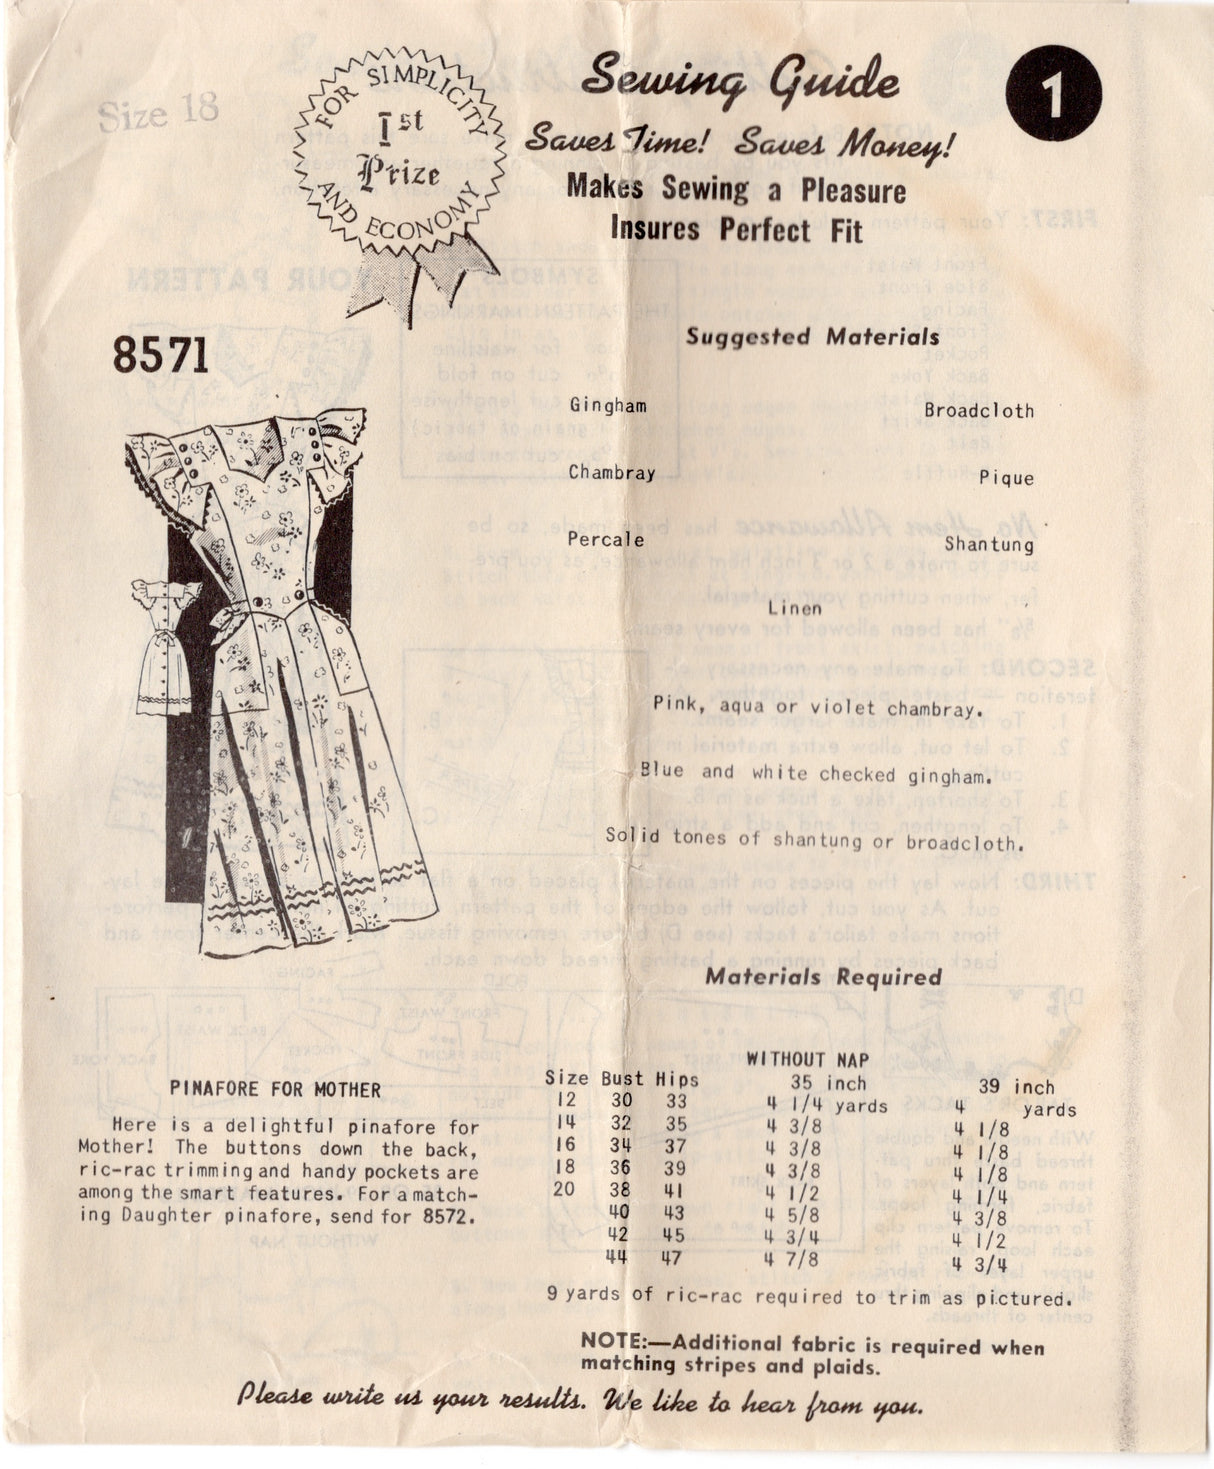 Size 18
FOR SIMPLICITY
1st
Prize
AND ECONOMY
Sewing Guide
1
Saves Time! Saves Money!
Makes Sewing a Pleasure
Insures Perfect Fit
8571
Suggested Materials
Gingham Broadcloth
Chambray Pique
Percale Shantung
Linen
Pink, aqua or violet chambray.
Blue and white checked gingham.
Solid tones of shantung or broadcloth.
Materials Required
PINAFORE FOR MOTHER
Here is a delightful pinafore for
Mother! The buttons down the back,
ric-rac trimming and handy pockets are
among the smart features. For a match-
ing Daughter pinafore, send for 8572.
WITHOUT NAP
Size Bust Hips 35 inch 39 inch
12 30 33 4 1/4 yards 4 yards
14 32 35 4 3/8 4 1/8
16 34 37 4 3/8 4 1/8
18 36 39 4 3/8 4 1/8
20 38 41 4 1/2 4 1/4
40 43 4 5/8 4 3/8
42 45 4 3/4 4 1/2
44 47 4 7/8 4 3/4
9 yards of ric-rac required to trim as pictured.
NOTE:—Additional fabric is required when
matching stripes and plaids.
Please write us your results. We like to hear from you.